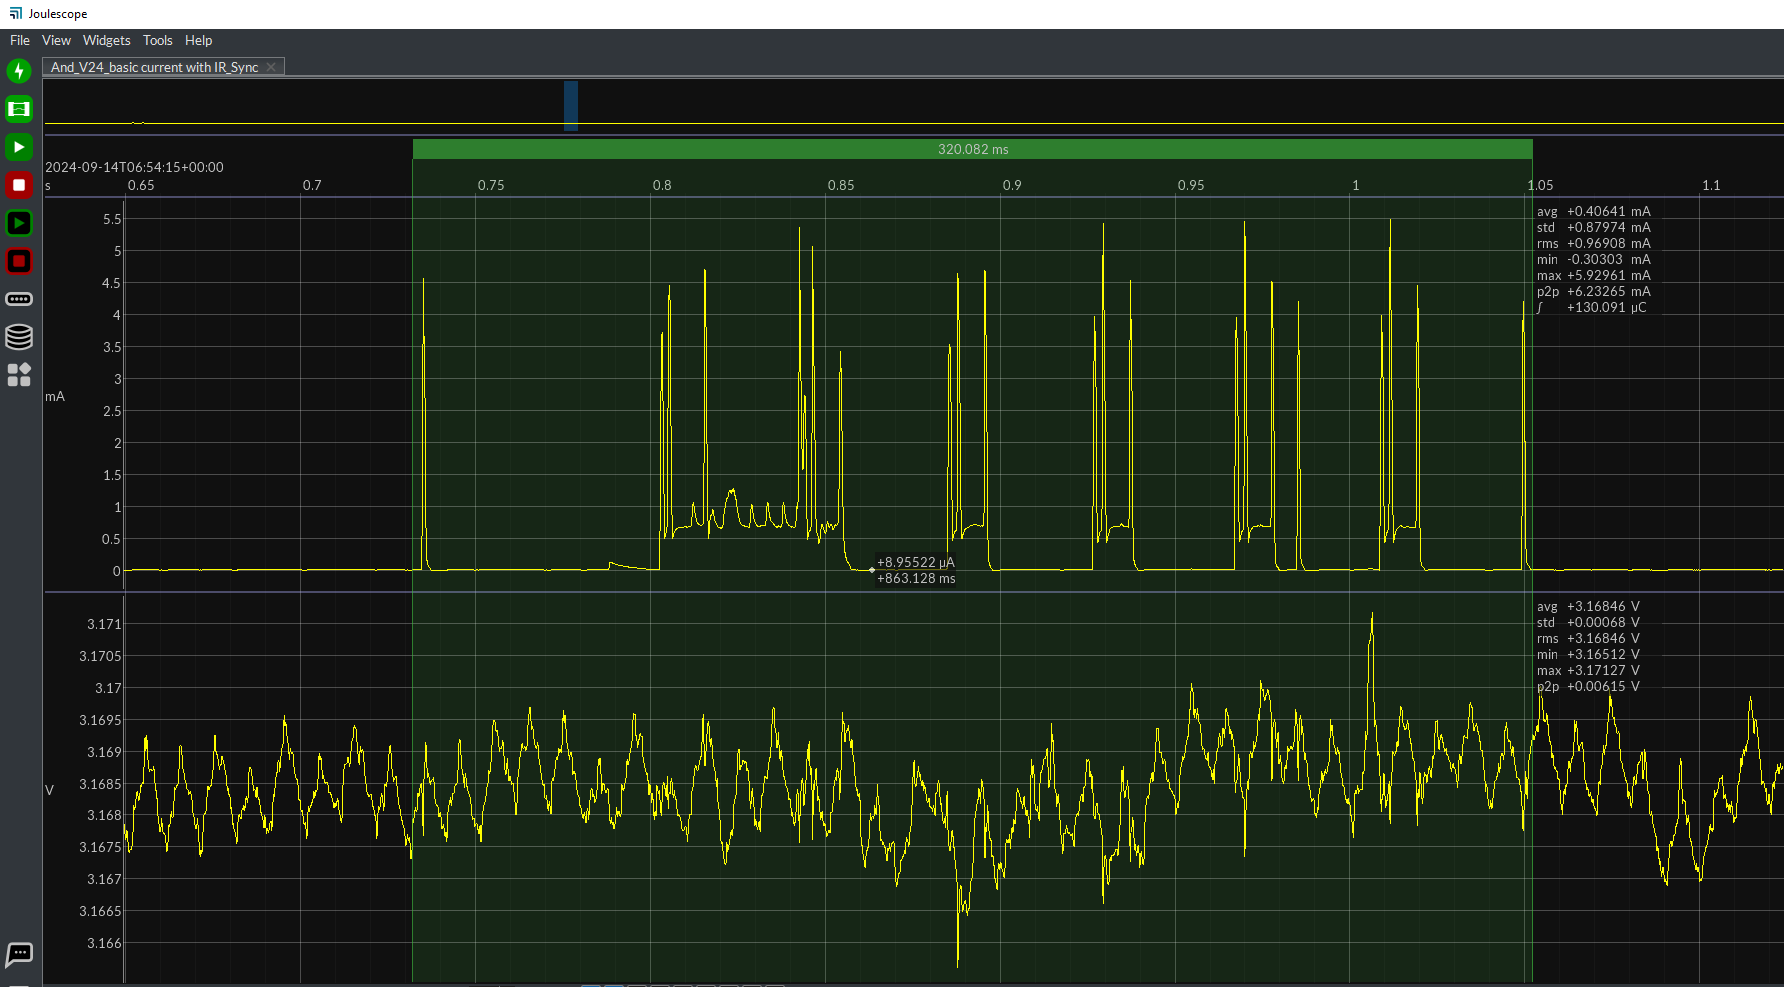 Joulescope
File View Widgets Tools Help
And_V24_basic current with IR_Sync
320.082 ms
2024-09-14T06:54:15+00:00
s
0.65 0.7 0.75 0.8 0.85 0.9 0.95 1 1.05 1.1
5.5
5
4.5
4
3.5
3
2.5
2
1.5
1
0.5
0
mA
avg +0.40641 mA
std +0.87974 mA
rms +0.96908 mA
min -0.30303 mA
max +5.92961 mA
p2p +6.23265 mA
∫ +130.091 µC
+8.95522 µA
+863.128 ms
3.171
3.1705
3.17
3.1695
3.169
3.1685
3.168
3.1675
3.167
3.1665
3.166
V
avg +3.16846 V
std +0.00068 V
rms +3.16846 V
min +3.16512 V
max +3.17127 V
p2p +0.00615 V